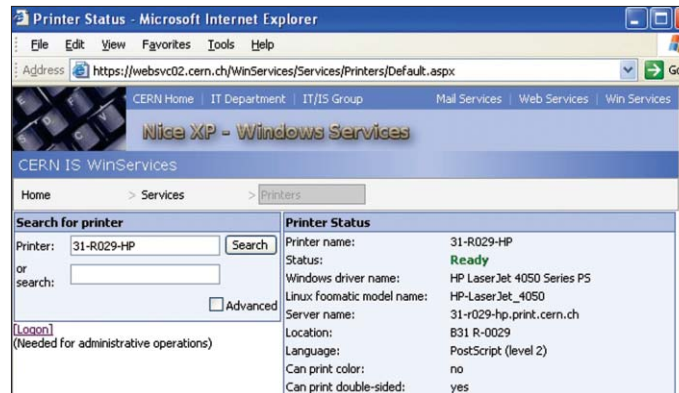 Printer Status - Microsoft Internet Explorer
File Edit View Favorites Tools Help
Address https://websvc02.cern.ch/WinServices/Services/Printers/Default.aspx
CERN Home | IT Department | IT/IS Group Mail Services | Web Services | Win Services
Nice XP - Windows Services
CERN IS WinServices
Home > Services > Printers
Search for printer
Printer: 31-R029-HP Search
or
search:
Advanced
[Logon]
(Needed for administrative operations)
Printer Status
Printer name: 31-R029-HP
Status: Ready
Windows driver name: HP LaserJet 4050 Series PS
Linux foomatic model name: HP-LaserJet_4050
Server name: 31-r029-hp.print.cern.ch
Location: B31 R-0029
Language: PostScript (level 2)
Can print color: no
Can print double-sided: yes